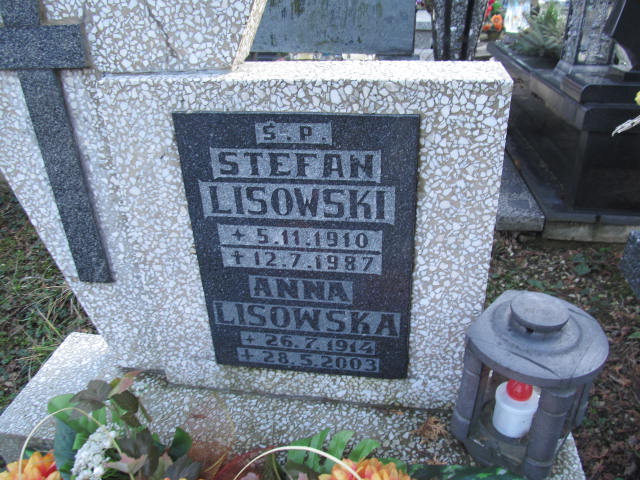 Ś.P.
STEFAN
LISOWSKI
* 5.11.1910
+ 12.7.1987
ANNA
LISOWSKA
* 26.7.1914
+ 28.5.2003